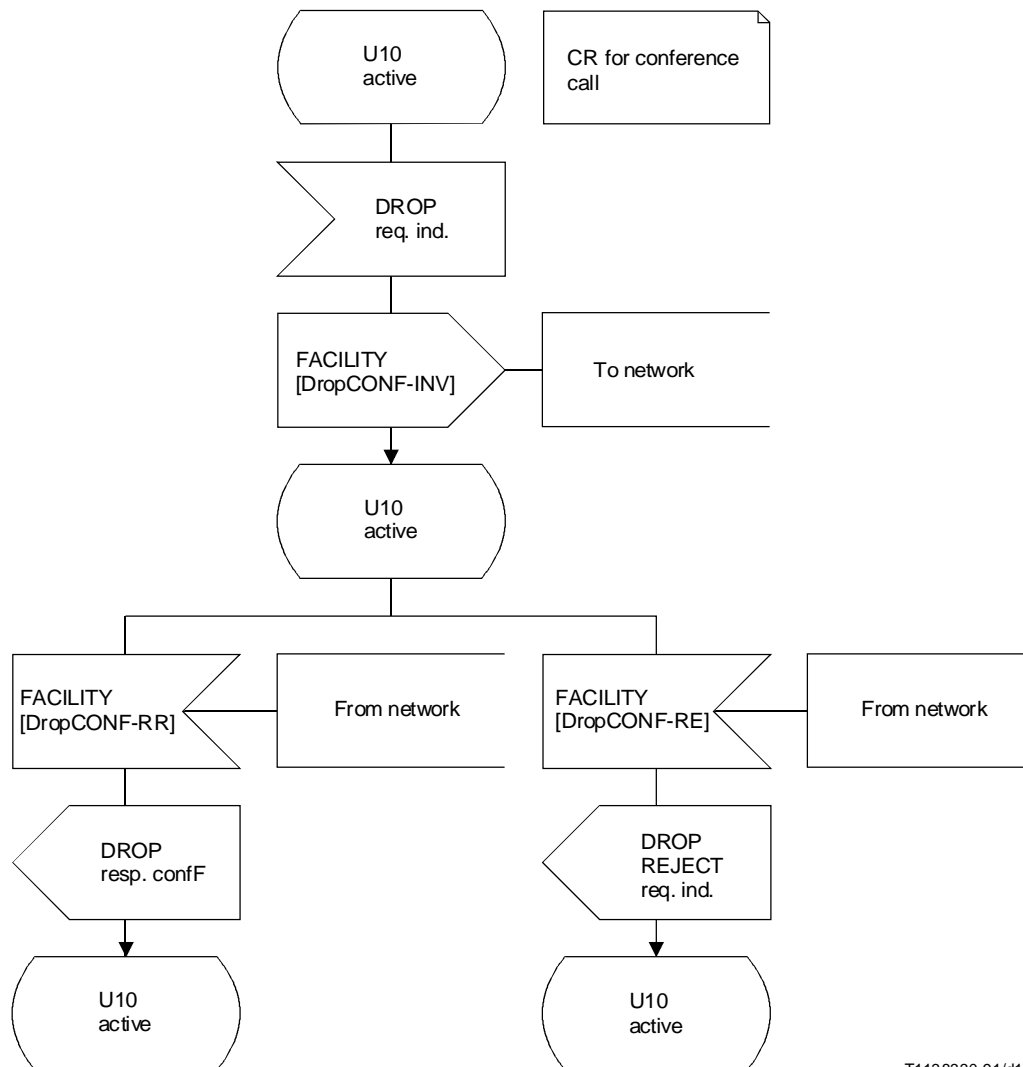 U10
active
CR for conference
call
DROP
req. ind.
FACILITY
[DropCONF-INV]
To network
U10
active
FACILITY
[DropCONF-RR]
From network
FACILITY
[DropCONF-RE]
From network
DROP
resp. confF
DROP
REJECT
req. ind.
U10
active
U10
active